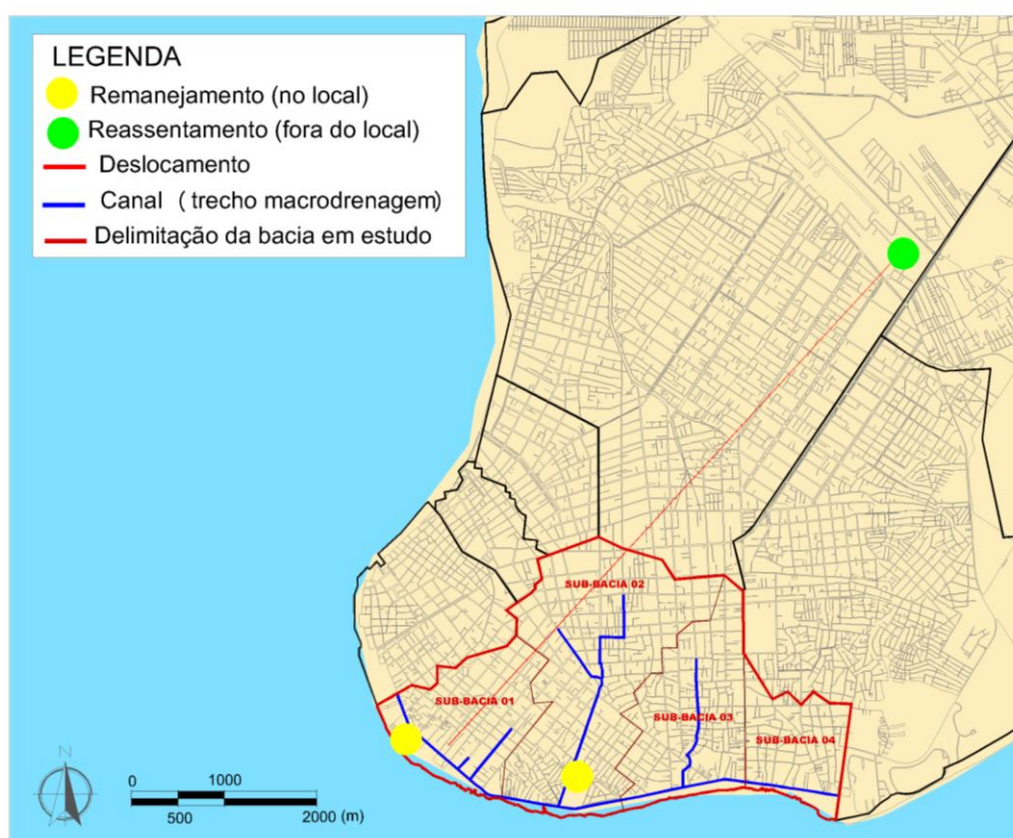 LEGENDA
Remanejamento (no local)
Reassentamento (fora do local)
Deslocamento
Canal ( trecho macrodrenagem)
Delimitação da bacia em estudo
SUB-BACIA 02
SUB-BACIA 01
SUB-BACIA 03
SUB-BACIA 04
N
0 1000
500 2000 (m)